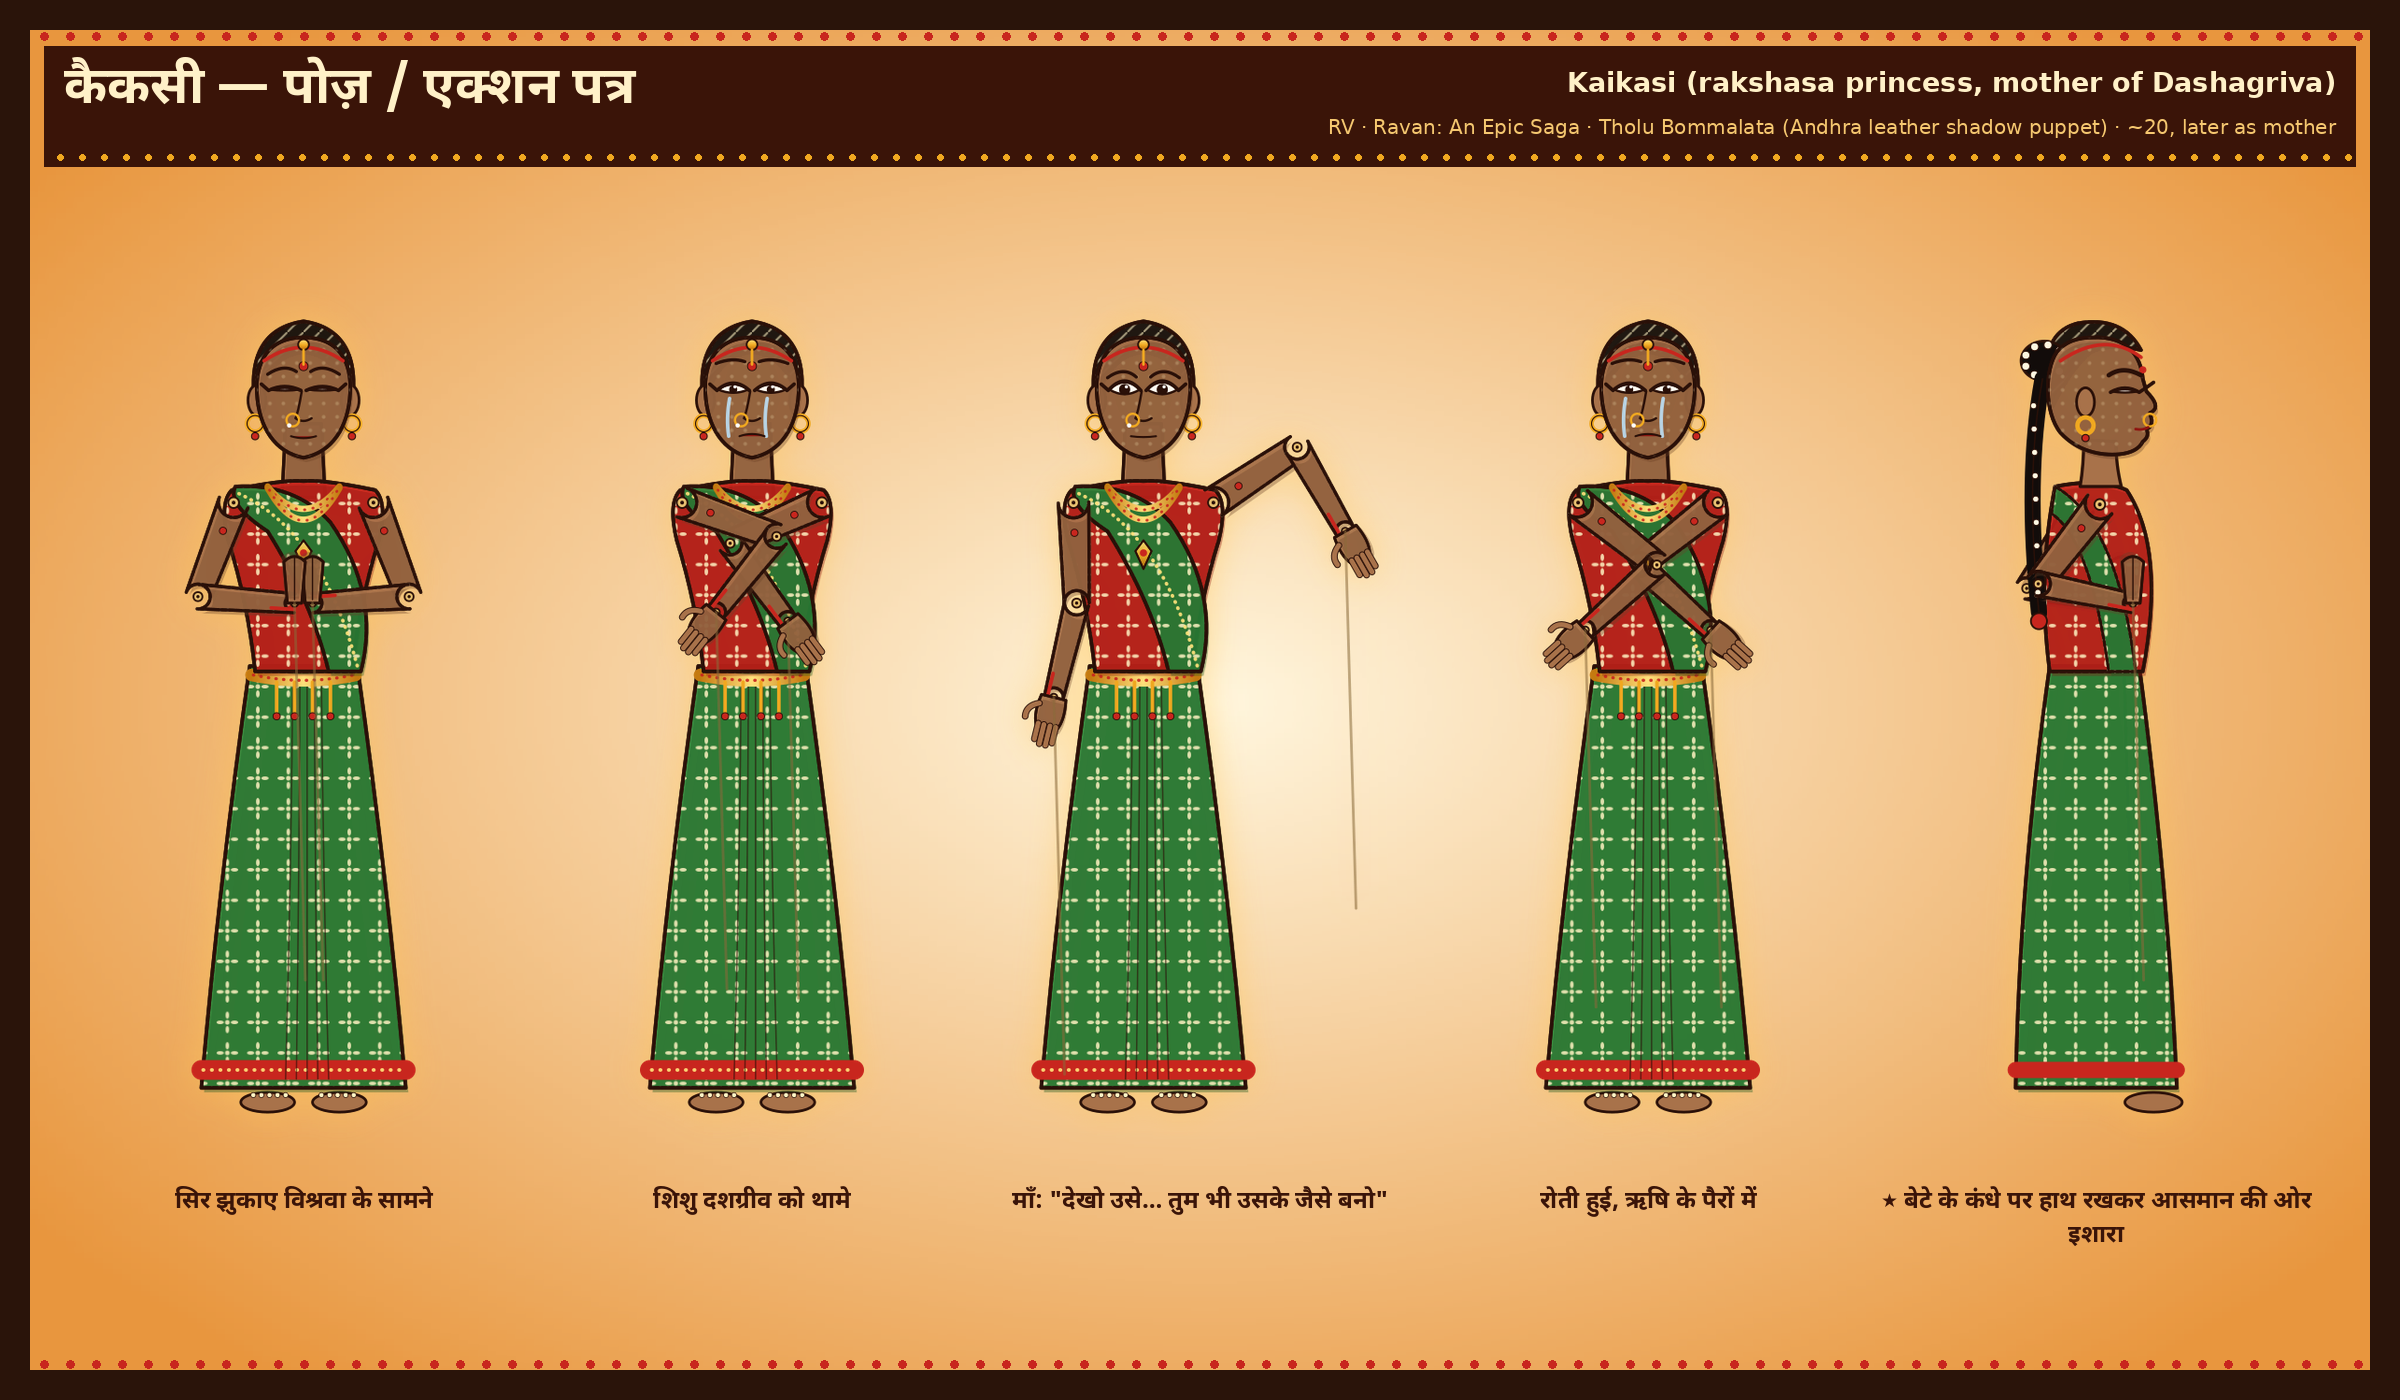 कैकसी — पोज़ / एक्शन पत्र
Kaikasi (rakshasa princess, mother of Dashagriva)
RV · Ravan: An Epic Saga · Tholu Bommalata (Andhra leather shadow puppet) · ~20, later as mother
सिर झुकाए विश्रवा के सामने
शिशु दशग्रीव को थामे
माँ: "देखो उसे... तुम भी उसके जैसे बनो"
रोती हुई, ऋषि के पैरों में
★ बेटे के कंधे पर हाथ रखकर आसमान की ओर
इशारा